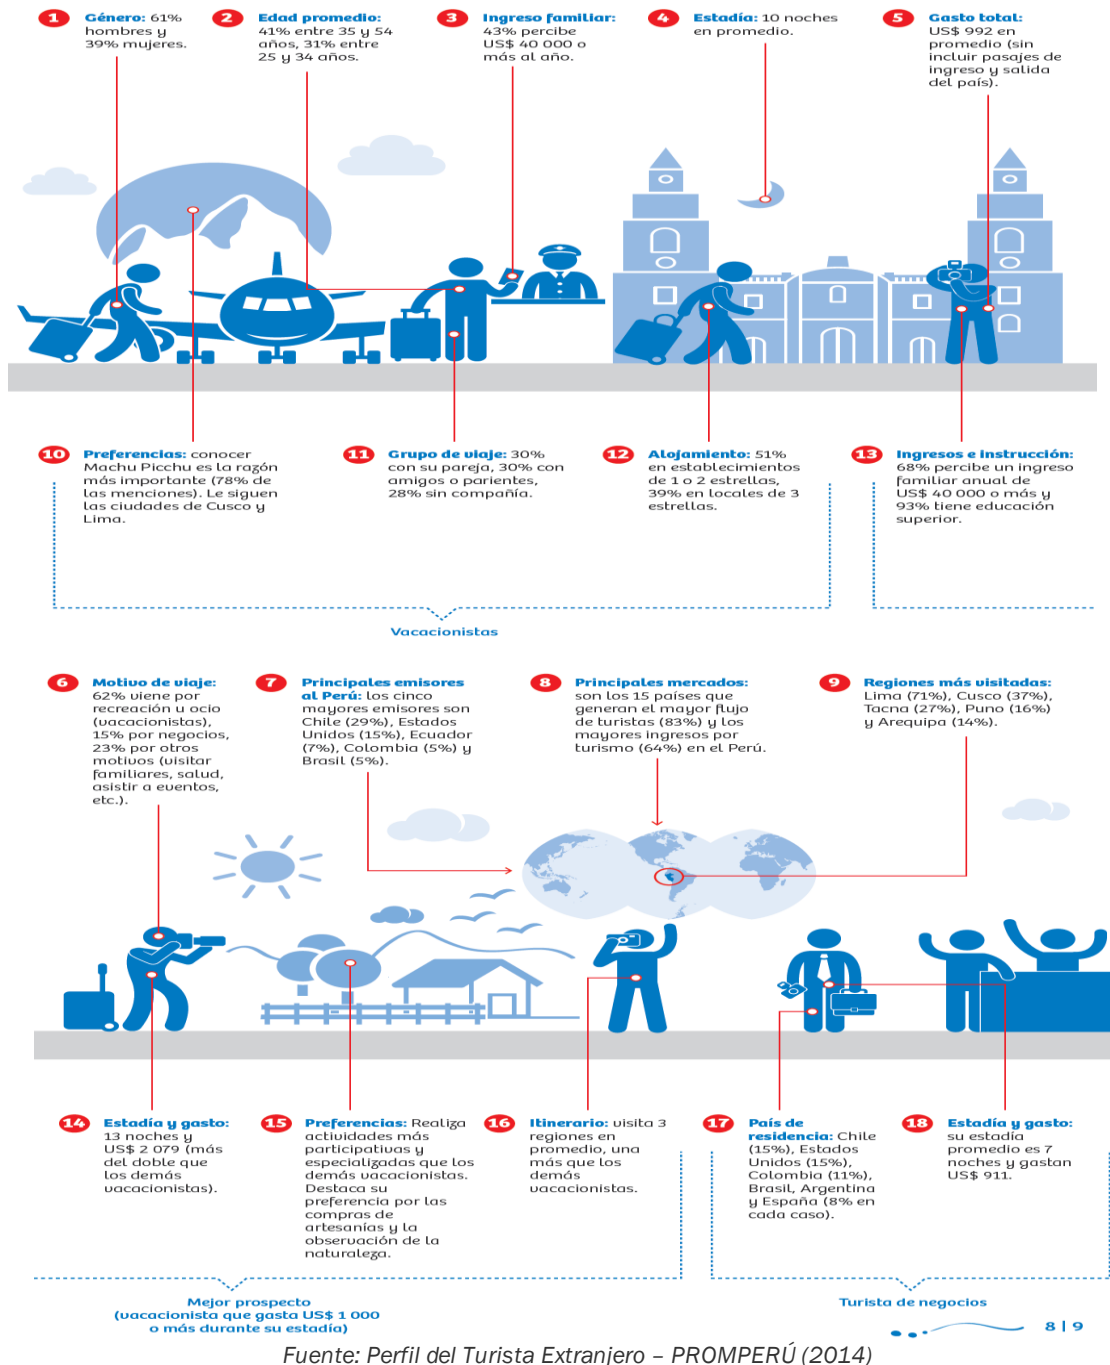 1 Género: 61%
hombres y
39% mujeres.
2 Edad promedio:
41% entre 35 y 54
años, 31% entre
25 y 34 años.
3 Ingreso familiar:
43% percibe
US$ 40 000 o
más al año.
4 Estadía: 10 noches
en promedio.
5 Gasto total:
US$ 992 en
promedio (sin
incluir pasajes de
ingreso y salida
del país).
10 Preferencias: conocer
Machu Picchu es la razón
más importante (78% de
las menciones). Le siguen
las ciudades de Cusco y
Lima.
11 Grupo de viaje: 30%
con su pareja, 30% con
amigos o parientes,
28% sin compañía.
12 Alojamiento: 51%
en establecimientos
de 1 o 2 estrellas,
39% en locales de 3
estrellas.
13 Ingresos e instrucción:
68% percibe un ingreso
familiar anual de
US$ 40 000 o más y
93% tiene educación
superior.
Vacacionistas
6 Motivo de viaje:
62% viene por
recreación u ocio
(vacacionistas),
15% por negocios,
23% por otros
motivos (visitar
familiares, salud,
asistir a eventos,
etc.).
7 Principales emisores
al Perú: los cinco
mayores emisores son
Chile (29%), Estados
Unidos (15%), Ecuador
(7%), Colombia (5%) y
Brasil (5%).
8 Principales mercados:
son los 15 países que
generan el mayor flujo
de turistas (83%) y los
mayores ingresos por
turismo (64%) en el Perú.
9 Regiones más visitadas:
Lima (71%), Cusco (37%),
Tacna (27%), Puno (16%)
y Arequipa (14%).
14 Estadía y gasto:
13 noches y
US$ 2 079 (más
del doble que
los demás
vacacionistas).
15 Preferencias: Realiza
actividades más
participativas y
especializadas que los
demás vacacionistas.
Destaca su
preferencia por las
compras de
artesanías y la
observación de la
naturaleza.
16 Itinerario: visita 3
regiones en
promedio, una
más que los
demás
vacacionistas.
17 País de
residencia: Chile
(15%), Estados
Unidos (15%),
Colombia (11%),
Brasil, Argentina
y España (8% en
cada caso).
18 Estadía y gasto:
su estadía
promedio es 7
noches y gastan
US$ 911.
Mejor prospecto
(vacacionista que gasta US$ 1 000
o más durante su estadía)
Turista de negocios
8 | 9
Fuente: Perfil del Turista Extranjero – PROMPERÚ (2014)